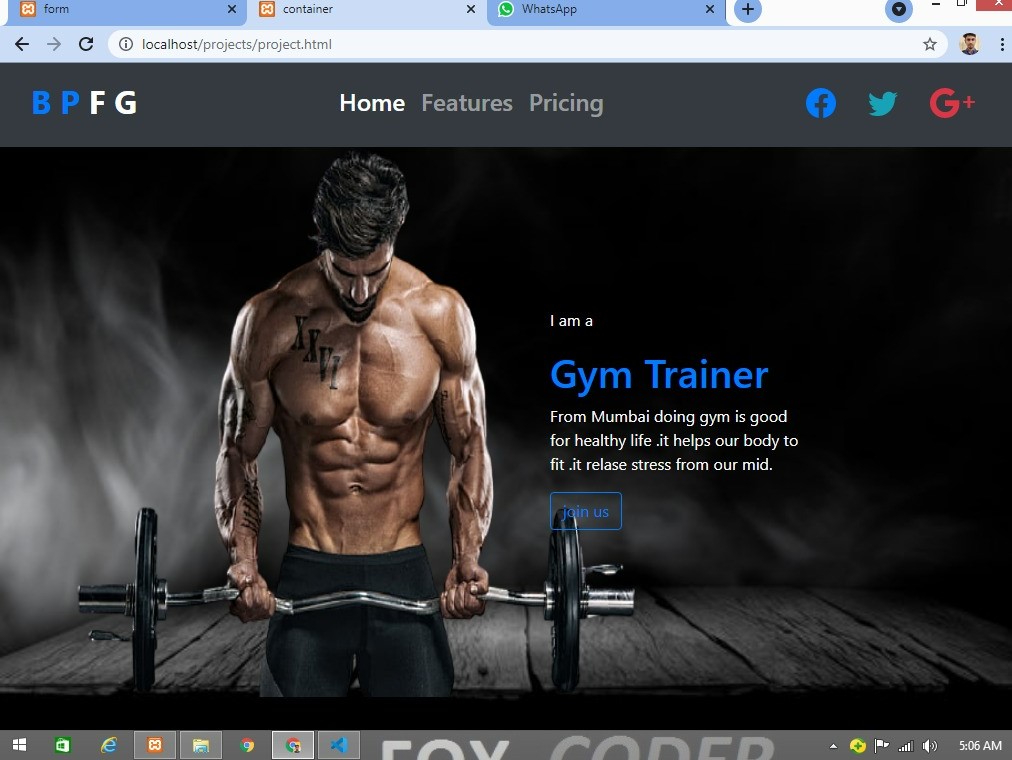 form
container
WhatsApp
localhost/projects/project.html
B P F G
Home Features Pricing
G+
XXVI
I am a
Gym Trainer
From Mumbai doing gym is good
for healthy life .it helps our body to
fit .it relase stress from our mid.
join us
FOX CODER
5:06 AM